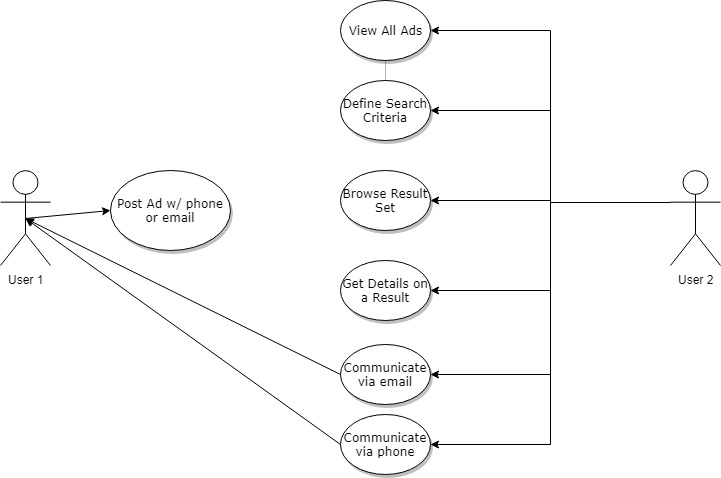 View All Ads
Define Search
Criteria
Post Ad w/ phone
or email
Browse Result
Set
User 1
User 2
Get Details on
a Result
Communicate
via email
Communicate
via phone